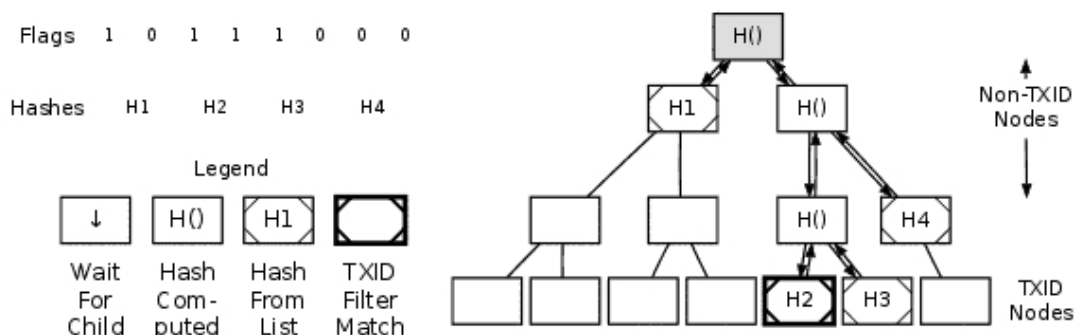 Flags 1 0 1 1 1 0 0 0
Hashes H1 H2 H3 H4
Legend
↓
H()
H1
Wait
For
Child
Hash
Com-
puted
Hash
From
List
TXID
Filter
Match
H()
H1
H()
H()
H4
H2
H3
Non-TXID
Nodes
TXID
Nodes